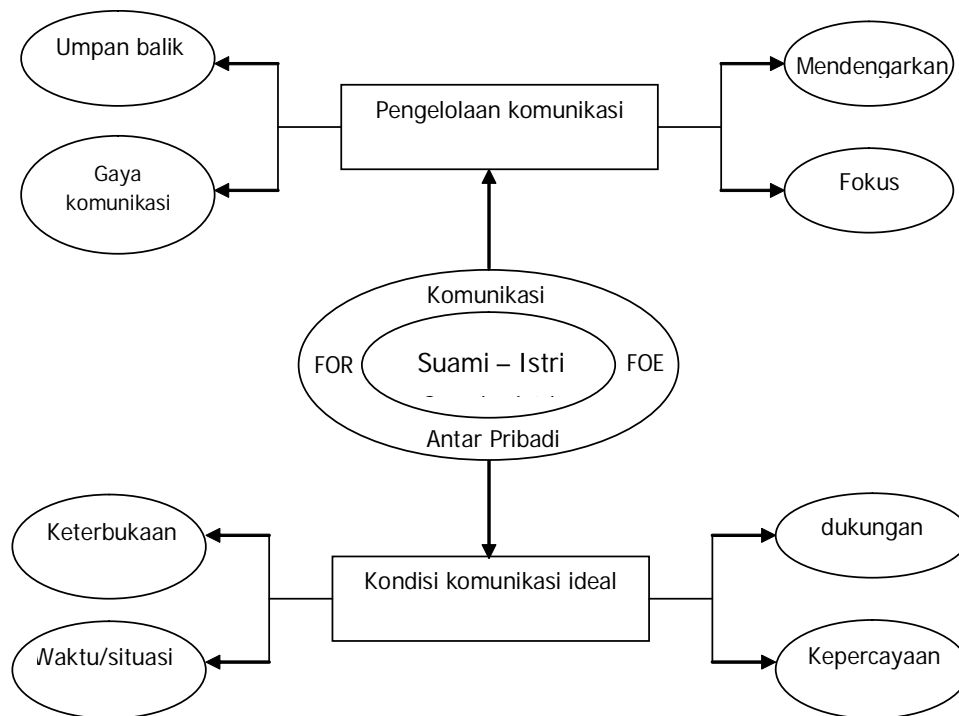 Umpan balik
Mendengarkan
Pengelolaan komunikasi
Gaya
komunikasi
Fokus
Komunikasi
FOR
Suami – Istri
FOE
Antar Pribadi
Keterbukaan
dukungan
Kondisi komunikasi ideal
Waktu/situasi
Kepercayaan